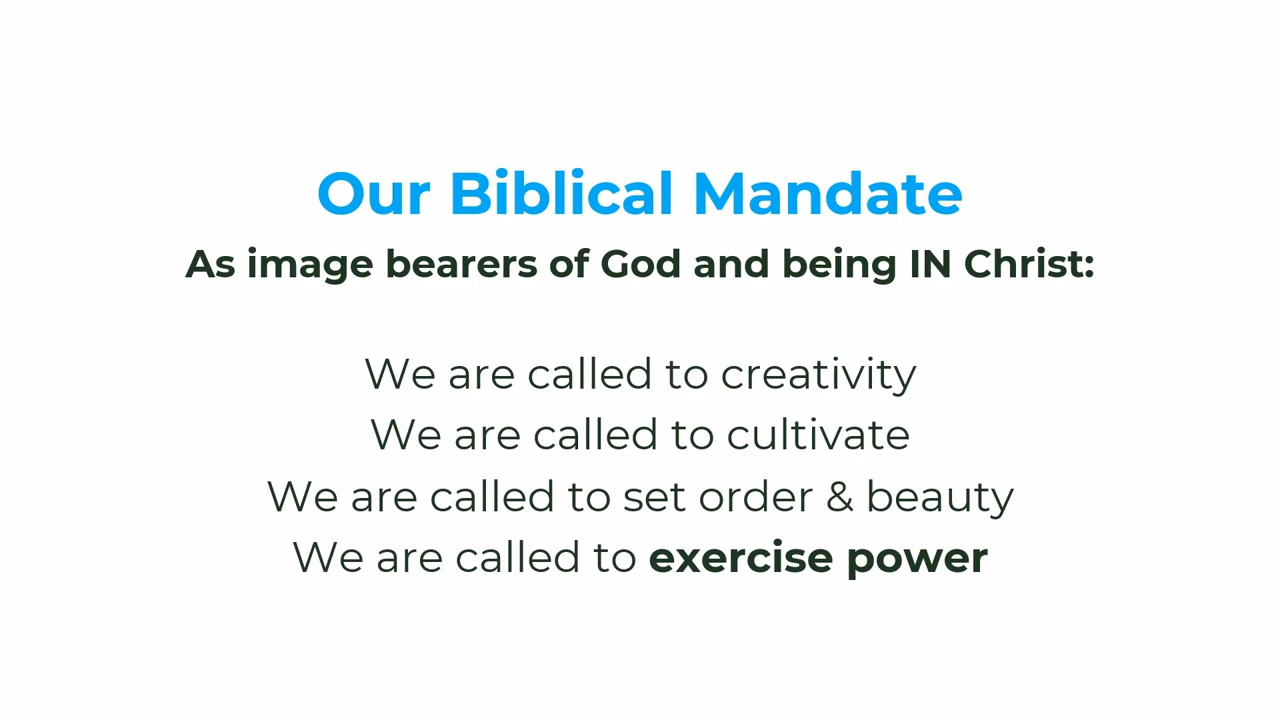 Our Biblical Mandate
As image bearers of God and being IN Christ:
We are called to creativity
We are called to cultivate
We are called to set order & beauty
We are called to exercise power